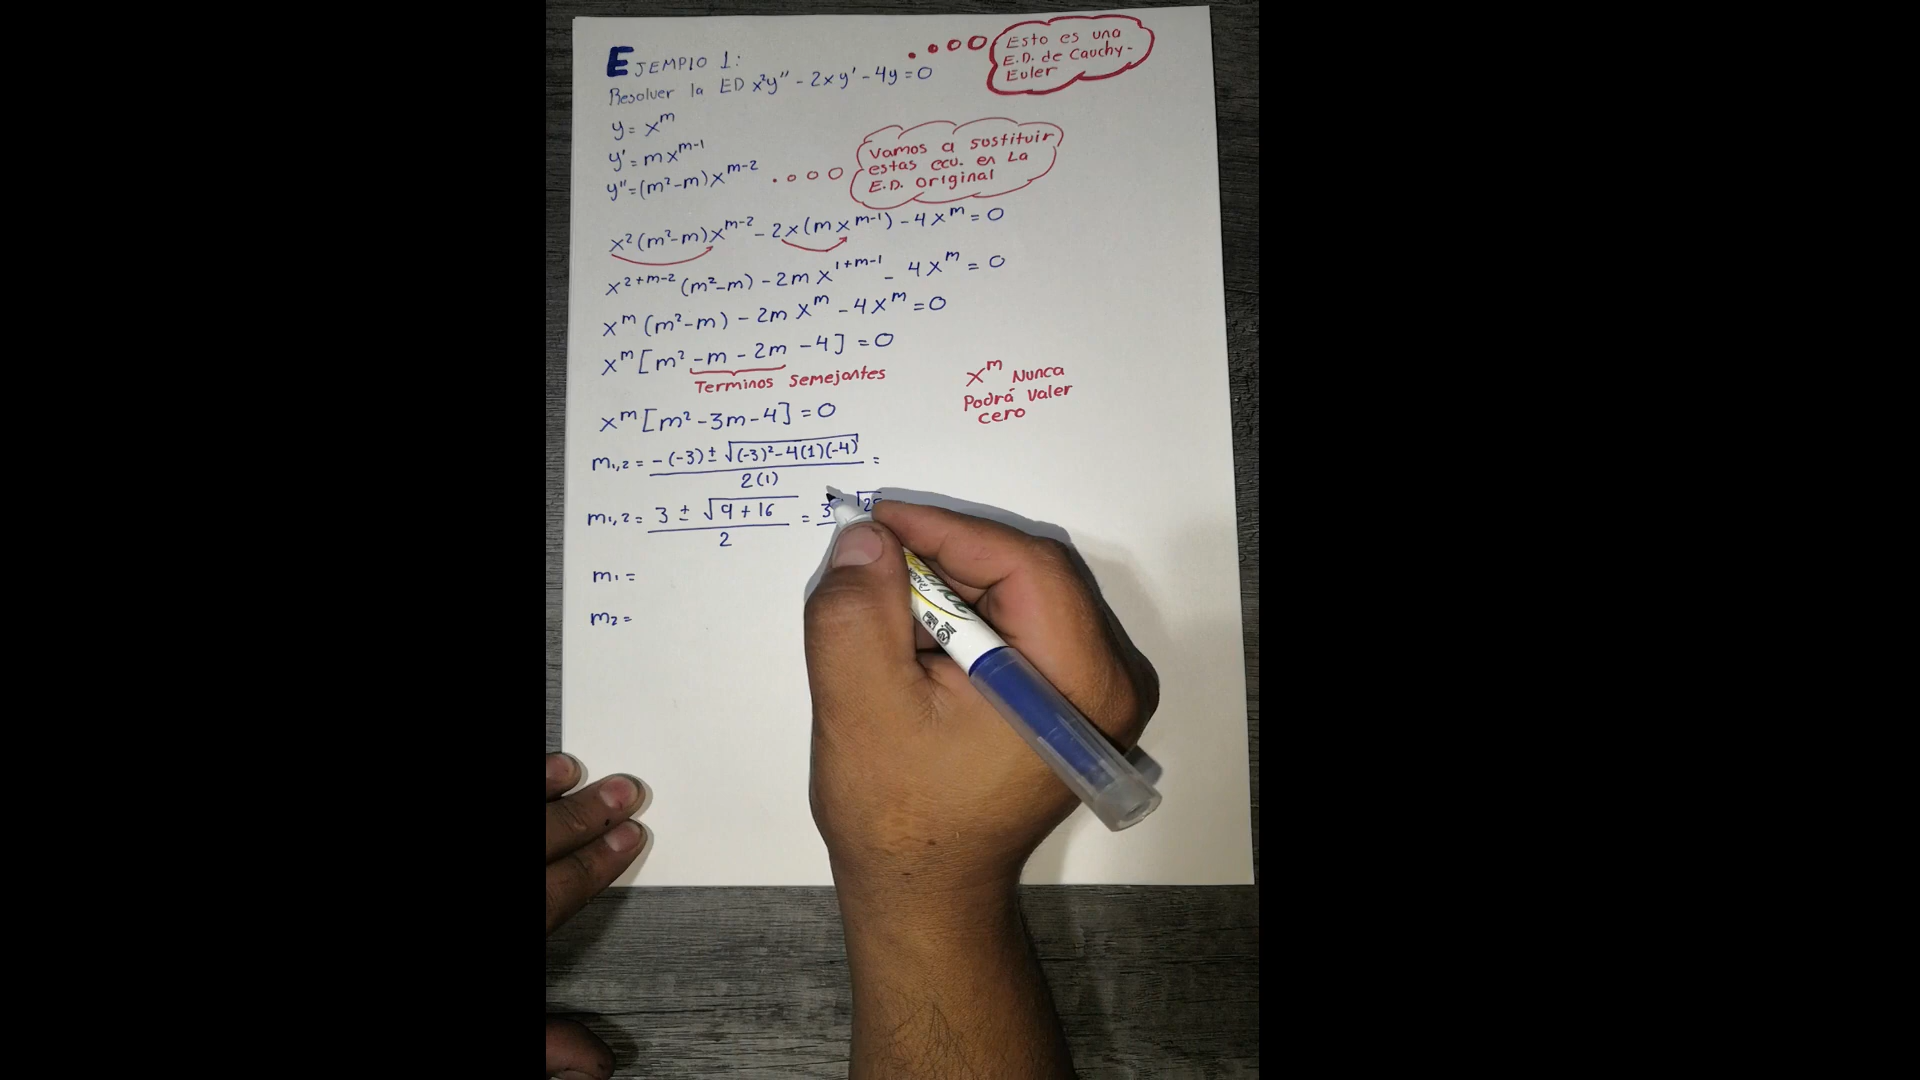 EJEMPlO 1:
Resolver la ED x²y'' - 2xy' - 4y = 0
Esto es una
E.D. de Cauchy-
Euler
y = x^m
y' = mx^m-1
y'' = (m²-m)x^m-2
Vamos a sustituir
estas ecu. en La
E.D. original
x²(m²-m)x^m-2 - 2x(mx^m-1) - 4x^m = 0
x^2+m-2 (m²-m) - 2mx^1+m-1 - 4x^m = 0
x^m (m²-m) - 2m x^m - 4x^m = 0
x^m [m² - m - 2m - 4] = 0
Terminos semejantes
x^m [m² - 3m - 4] = 0
x^m Nunca
Podrá valer
cero
m1,2 = -(-3) ± √(-3)² - 4(1)(-4) / 2(1) =
m1,2 = 3 ± √9 + 16 / 2 = 3
m1 =
m2 =